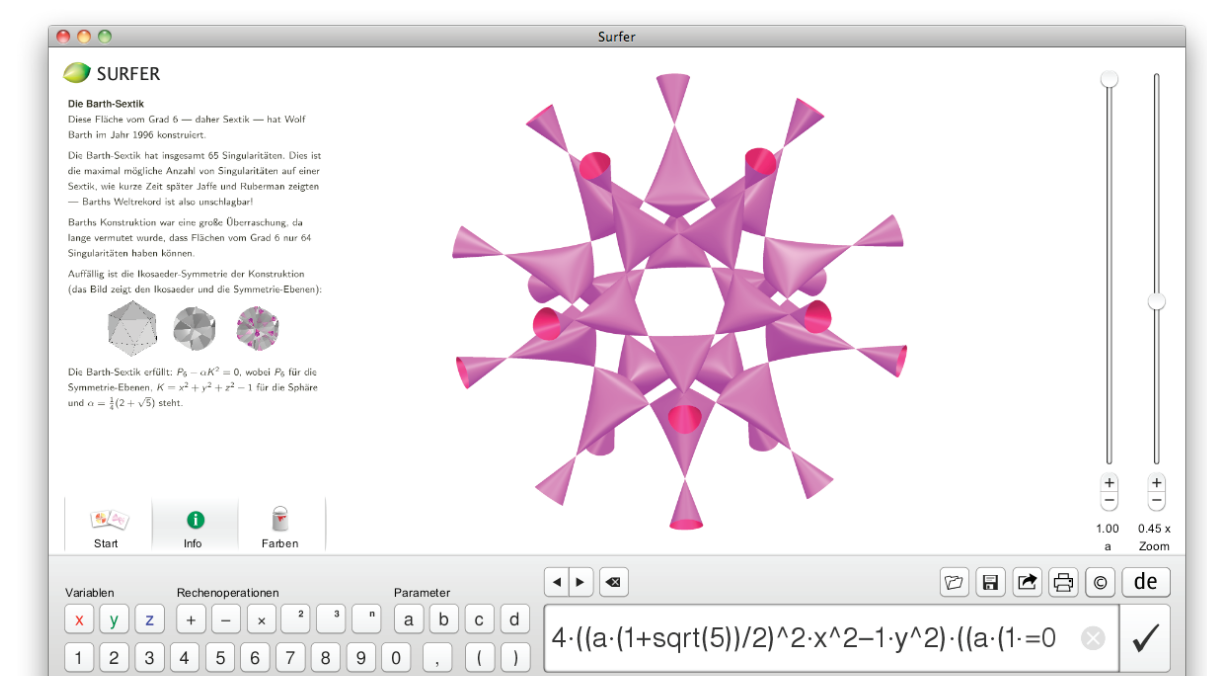 Surfer
SURFER
Die Barth-Sextik
Diese Fläche vom Grad 6 — daher Sextik — hat Wolf
Barth im Jahr 1996 konstruiert.
Die Barth-Sextik hat insgesamt 65 Singularitäten. Dies ist
die maximal mögliche Anzahl von Singularitäten auf einer
Sextik, wie kurze Zeit später Jaffe und Ruberman zeigten
— Barths Weltrekord ist also unschlagbar!
Barths Konstruktion war eine große Überraschung, da
lange vermutet wurde, dass Flächen vom Grad 6 nur 64
Singularitäten haben können.
Auffällig ist die Ikosaeder-Symmetrie der Konstruktion
(das Bild zeigt den Ikosaeder und die Symmetrie-Ebenen):
Die Barth-Sextik erfüllt: P₆ − αK² = 0, wobei P₆ für die
Symmetrie-Ebenen, K = x² + y² + z² − 1 für die Sphäre
und α = ¼(2 + √5) steht.
Start Info Farben
+ +
− −
1.00 0.45 x
a Zoom
Variablen Rechenoperationen Parameter
x y z + − × ² ³ ⁿ a b c d
1 2 3 4 5 6 7 8 9 0 , ( )
© de
4·((a·(1+sqrt(5))/2)^2·x^2−1·y^2)·((a·(1·=0